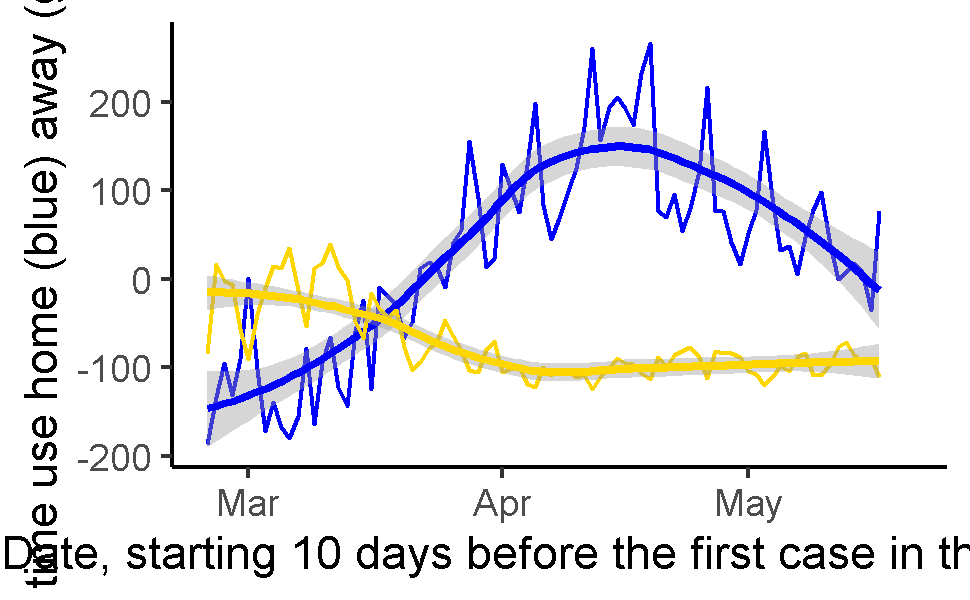 time use home (blue) away (
200
100
0
-100
-200
Mar Apr May
Date, starting 10 days before the first case in th